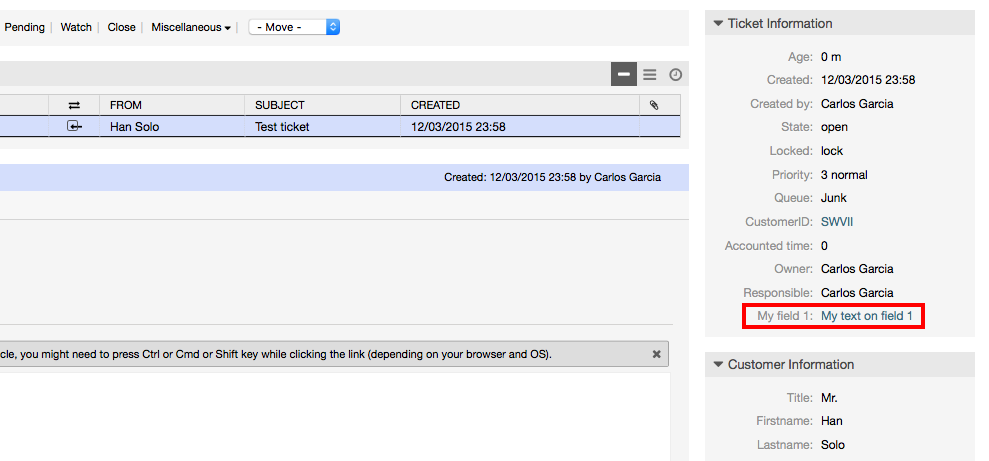 Pending | Watch | Close | Miscellaneous | - Move -
FROM SUBJECT CREATED
Han Solo Test ticket 12/03/2015 23:58
Created: 12/03/2015 23:58 by Carlos Garcia
cle, you might need to press Ctrl or Cmd or Shift key while clicking the link (depending on your browser and OS).
Ticket Information
Age: 0 m
Created: 12/03/2015 23:58
Created by: Carlos Garcia
State: open
Locked: lock
Priority: 3 normal
Queue: Junk
CustomerID: SWVII
Accounted time: 0
Owner: Carlos Garcia
Responsible: Carlos Garcia
My field 1: My text on field 1
Customer Information
Title: Mr.
Firstname: Han
Lastname: Solo